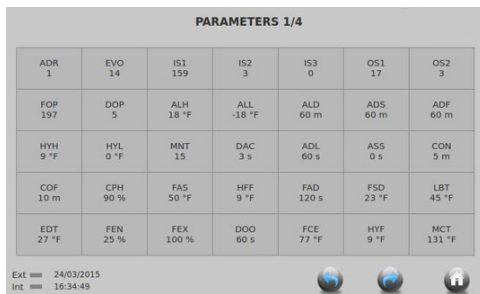 PARAMETERS 1/4
ADR EVO IS1 IS2 IS3 OS1 OS2
1 14 159 3 0 17 3
FOP DOP ALH ALL ALD ADS ADF
197 5 18 °F -18 °F 60 m 60 m 60 m
HYH HYL MNT DAC ADL ASS CON
9 °F 0 °F 15 3 s 60 s 0 s 5 m
COF CPH FAS HFF FAD FSD LBT
10 m 90 % 50 °F 9 °F 120 s 23 °F 45 °F
EDT FEN FEX DOO FCE HYF MCT
27 °F 25 % 100 % 60 s 77 °F 9 °F 131 °F
Ext 24/03/2015
Int 16:34:49